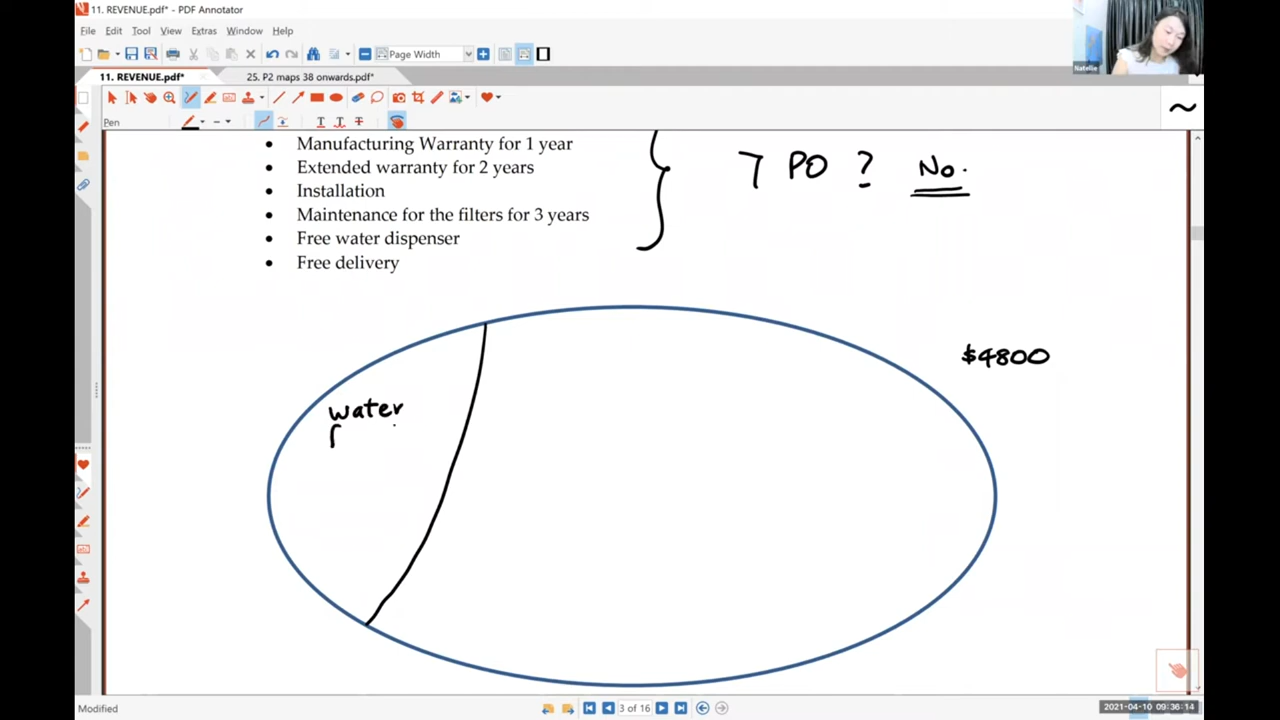 11. REVENUE.pdf* - PDF Annotator
File Edit Tool View Extras Window Help
Page Width
11. REVENUE.pdf* 25. P2 maps 38 onwards.pdf*
Pen
• Manufacturing Warranty for 1 year
• Extended warranty for 2 years
• Installation
• Maintenance for the filters for 3 years
• Free water dispenser
• Free delivery
7 PO ? No.
$4800
water
Natelie
~
3 of 16
Modified
2021-04-10 09:36:14